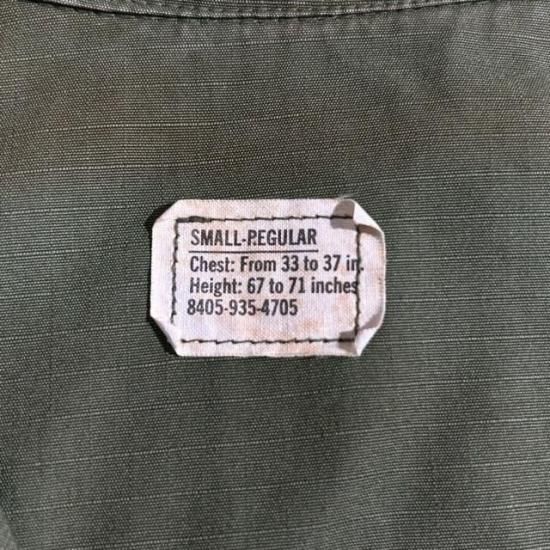 SMALL-REGULAR
Chest: From 33 to 37 in.
Height: 67 to 71 inches
8405-935-4705